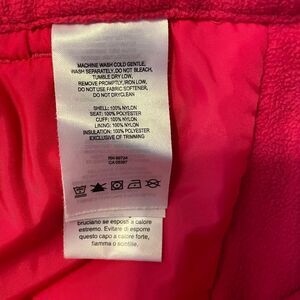 MACHINE WASH COLD GENTLE,
WASH SEPARATELY, DO NOT BLEACH,
TUMBLE DRY LOW,
REMOVE PROMPTLY, IRON LOW,
DO NOT USE FABRIC SOFTENER,
DO NOT DRYCLEAN
SHELL: 100% NYLON
SEAT: 100% POLYESTER
CUFF: 100% NYLON
LINING: 100% NYLON
INSULATION: 100% POLYESTER
EXCLUSIVE OF TRIMMING
RN
CA
bruciano se esposti a calore
estremo. Evitare di esporre
questo capo a calore forte,
fiamma o scintille.